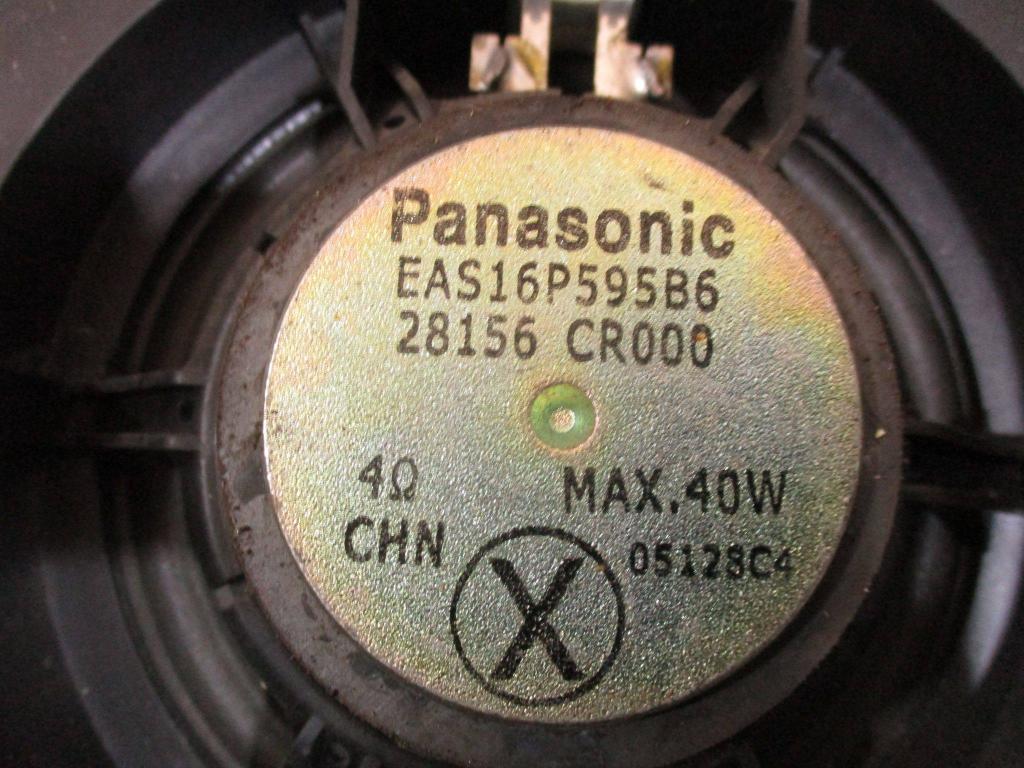 Panasonic
EAS16P595B6
28156 CR000
4Ω MAX.40W
CHN 05128C4
X